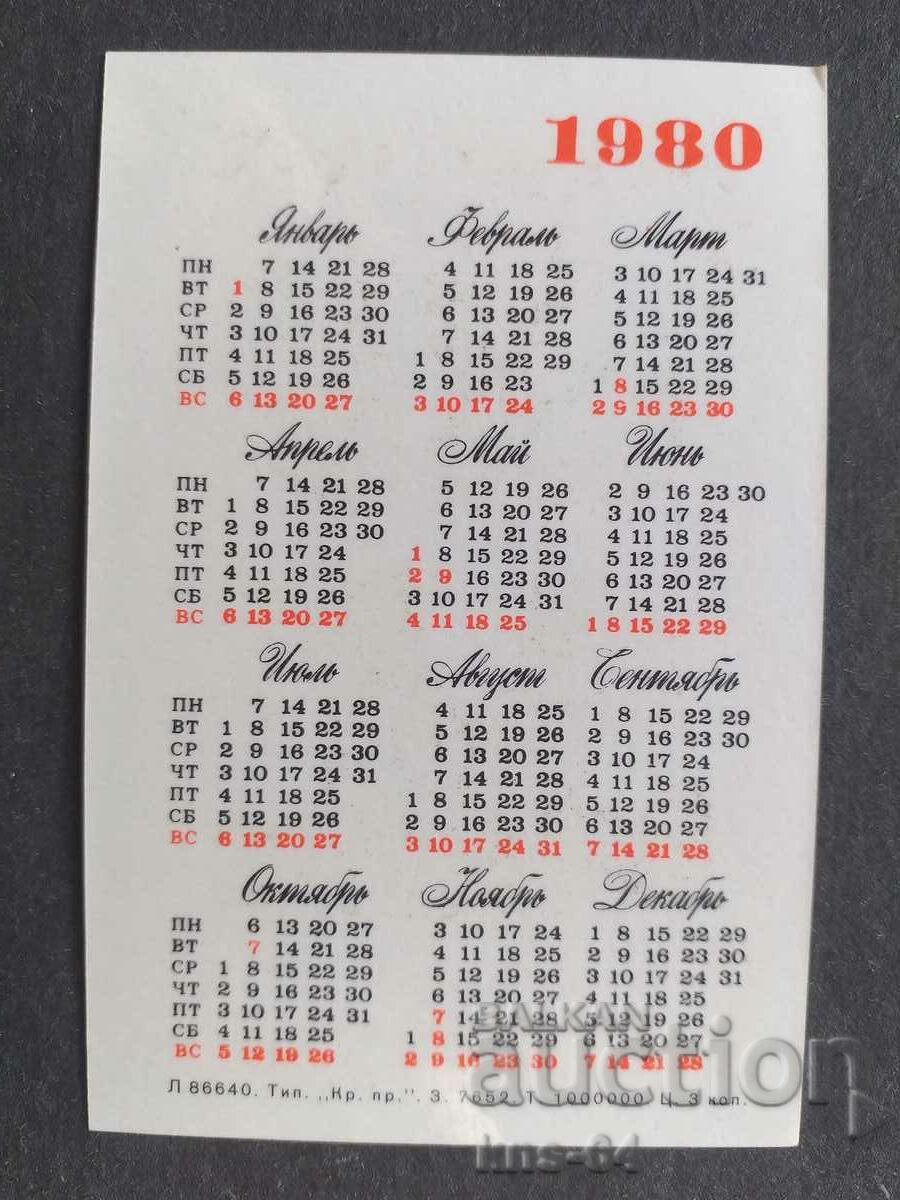 1980
Январь Февраль Март
ПН 7 14 21 28 4 11 18 25 3 10 17 24 31
ВТ 1 8 15 22 29 5 12 19 26 4 11 18 25
СР 2 9 16 23 30 6 13 20 27 5 12 19 26
ЧТ 3 10 17 24 31 7 14 21 28 6 13 20 27
ПТ 4 11 18 25 1 8 15 22 29 7 14 21 28
СБ 5 12 19 26 2 9 16 23 1 8 15 22 29
ВС 6 13 20 27 3 10 17 24 2 9 16 23 30
Апрель Май Июнь
ПН 7 14 21 28 5 12 19 26 2 9 16 23 30
ВТ 1 8 15 22 29 6 13 20 27 3 10 17 24
СР 2 9 16 23 30 7 14 21 28 4 11 18 25
ЧТ 3 10 17 24 1 8 15 22 29 5 12 19 26
ПТ 4 11 18 25 2 9 16 23 30 6 13 20 27
СБ 5 12 19 26 3 10 17 24 31 7 14 21 28
ВС 6 13 20 27 4 11 18 25 1 8 15 22 29
Июль Август Сентябрь
ПН 7 14 21 28 4 11 18 25 1 8 15 22 29
ВТ 1 8 15 22 29 5 12 19 26 2 9 16 23 30
СР 2 9 16 23 30 6 13 20 27 3 10 17 24
ЧТ 3 10 17 24 31 7 14 21 28 4 11 18 25
ПТ 4 11 18 25 1 8 15 22 29 5 12 19 26
СБ 5 12 19 26 2 9 16 23 30 6 13 20 27
ВС 6 13 20 27 3 10 17 24 31 7 14 21 28
Октябрь Ноябрь Декабрь
ПН 6 13 20 27 3 10 17 24 1 8 15 22 29
ВТ 7 14 21 28 4 11 18 25 2 9 16 23 30
СР 1 8 15 22 29 5 12 19 26 3 10 17 24 31
ЧТ 2 9 16 23 30 6 13 20 27 4 11 18 25
ПТ 3 10 17 24 31 7 14 21 28 5 12 19 26
СБ 4 11 18 25 1 8 15 22 29 6 13 20 27
ВС 5 12 19 26 2 9 16 23 30 7 14 21 28
Л 86640. Тип. „Кр. пр.". З. 7652. Т. 1000000 Ц. 3 коп.
BALKAN
auction
kns-64